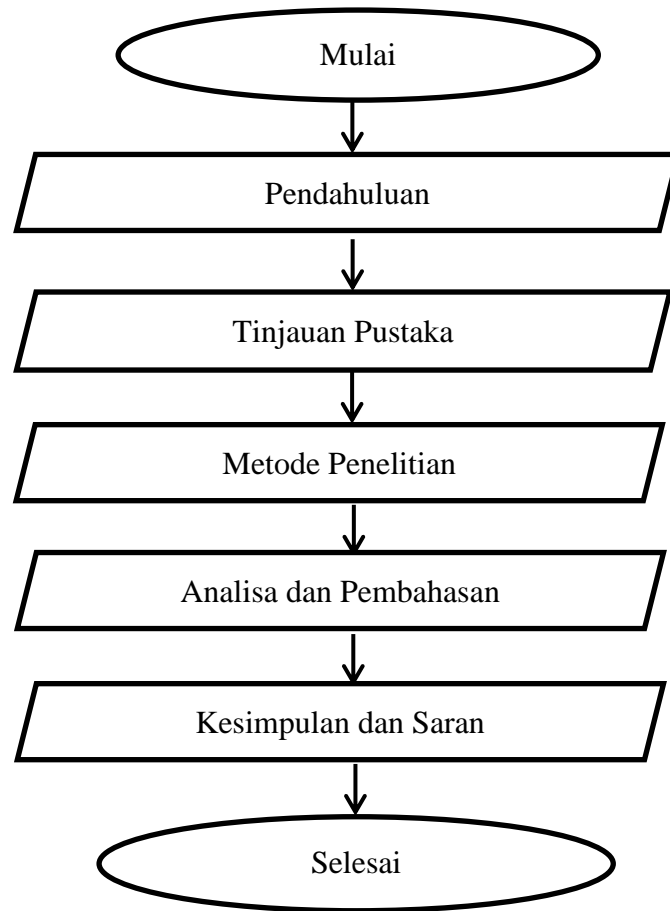 Mulai
Pendahuluan
Tinjauan Pustaka
Metode Penelitian
Analisa dan Pembahasan
Kesimpulan dan Saran
Selesai